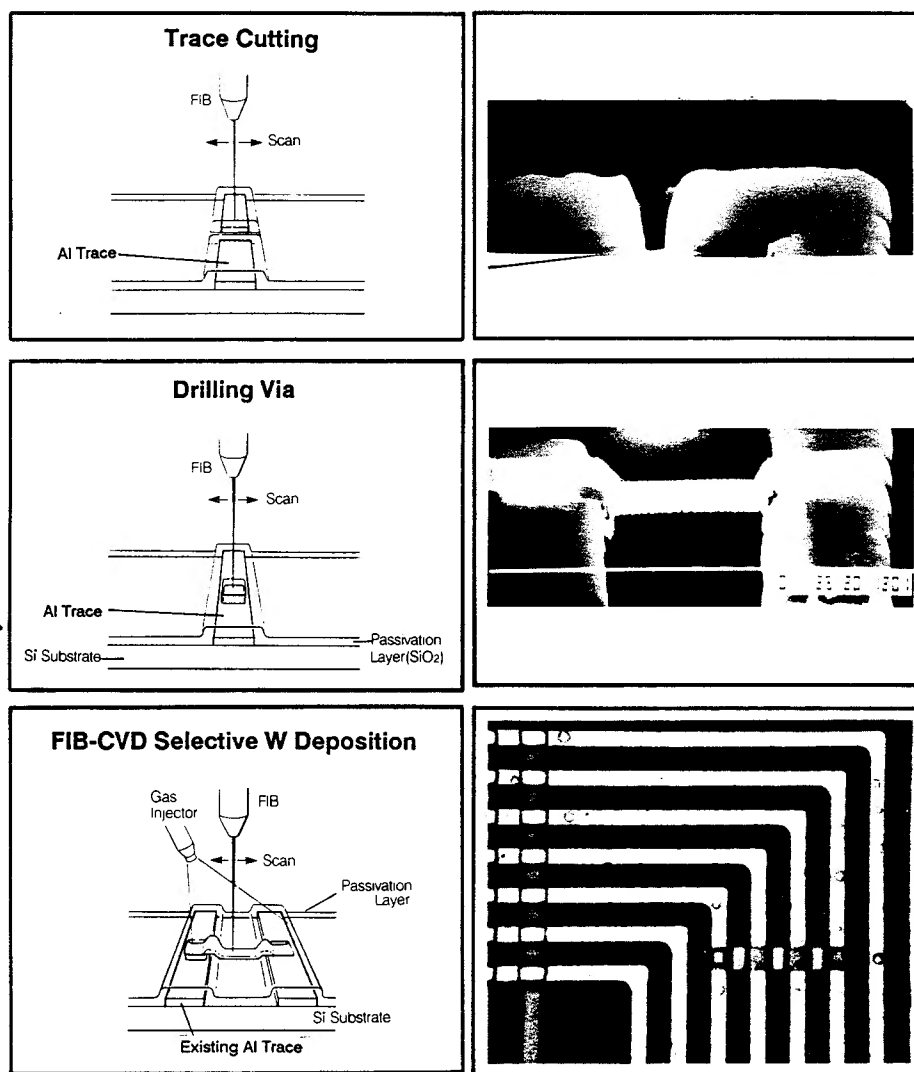 Trace Cutting
FIB
Scan
Al Trace
Drilling Via
FIB
Scan
Al Trace
Si Substrate
Passivation
Layer(SiO2)
FIB-CVD Selective W Deposition
Gas
Injector
FIB
Scan
Passivation
Layer
Si Substrate
Existing Al Trace